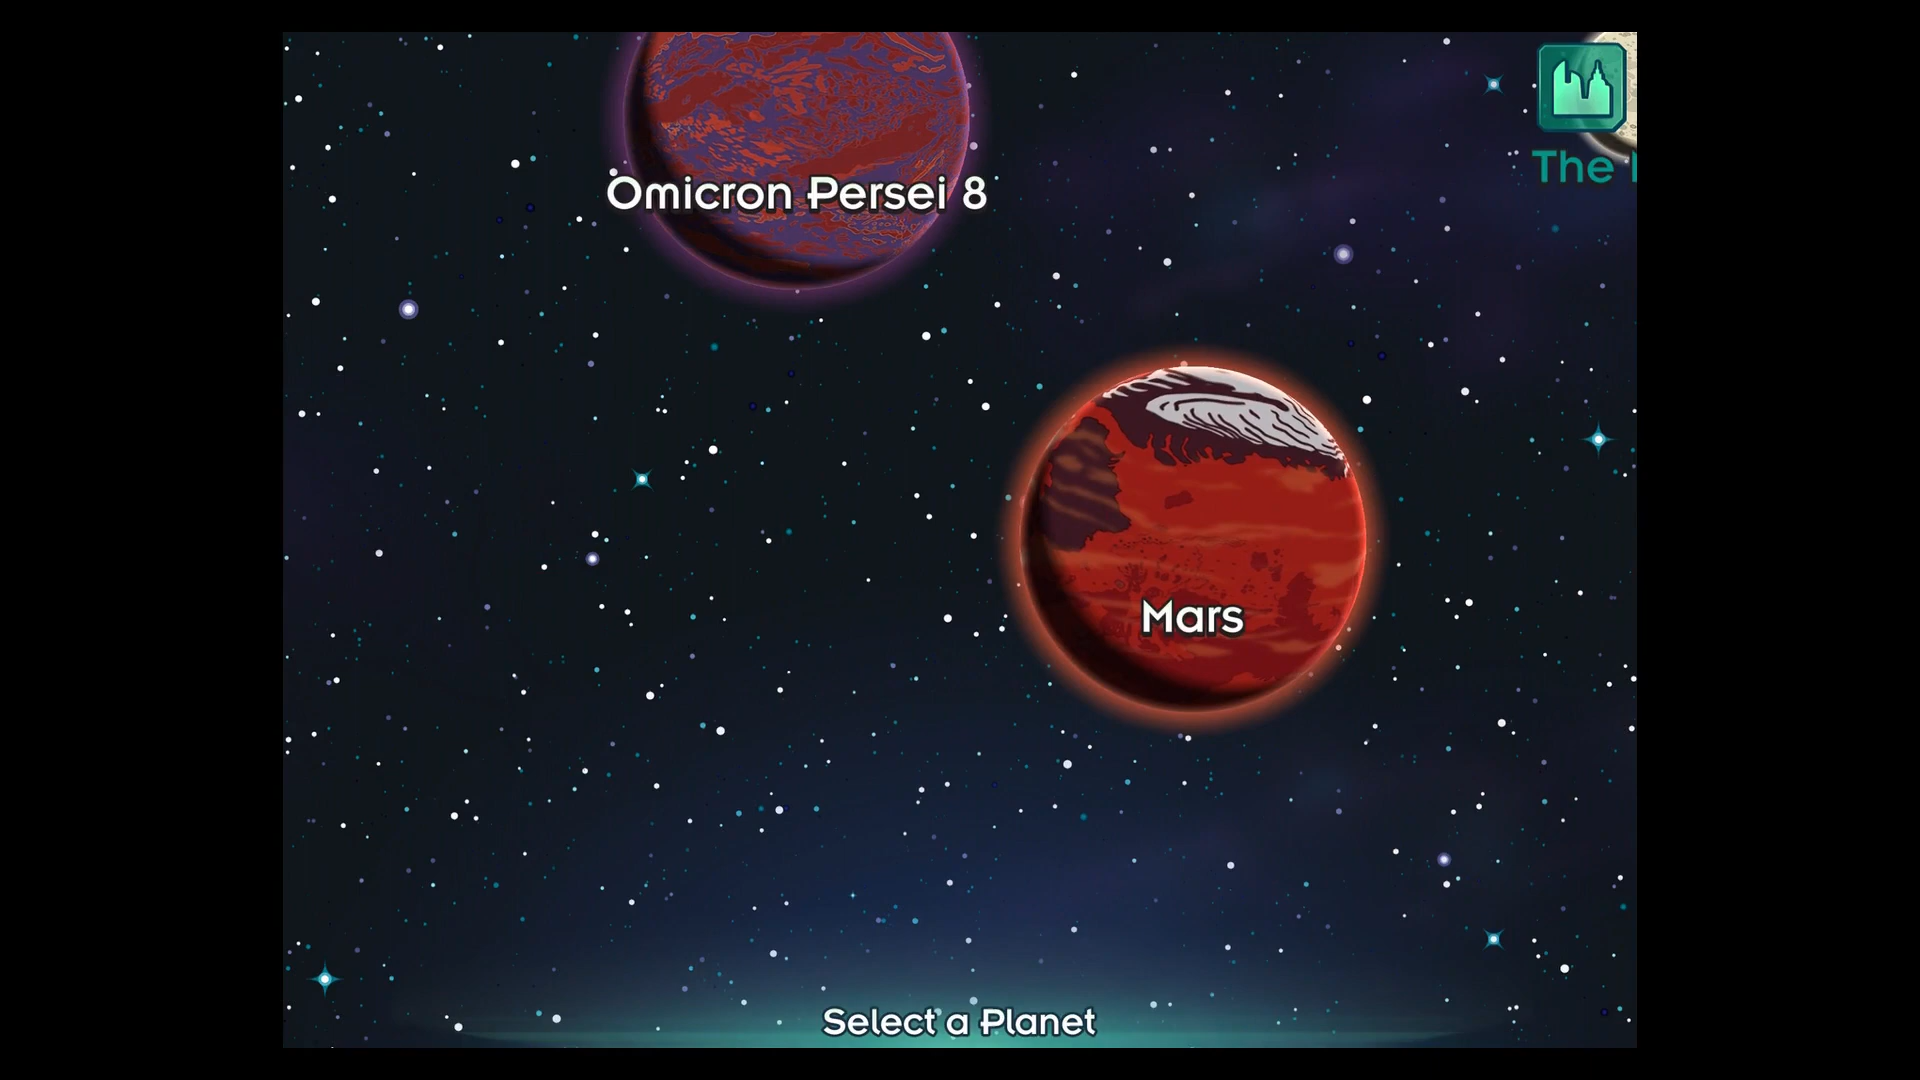 The
Omicron Persei 8
Mars
Select a Planet